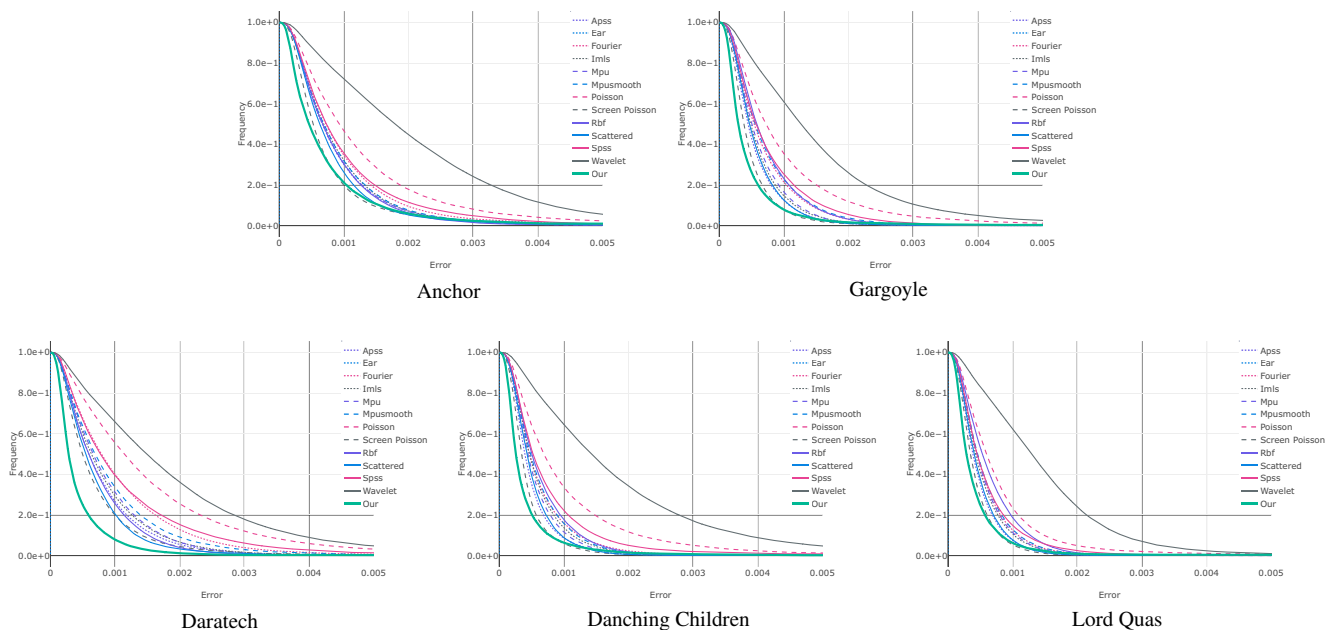 1.0e+0
8.0e−1
6.0e−1
4.0e−1
2.0e−1
0.0e+0
Frequency
0 0.001 0.002 0.003 0.004 0.005
Error
Apss
Ear
Fourier
Imls
Mpu
Mpusmooth
Poisson
Screen Poisson
Rbf
Scattered
Spss
Wavelet
Our
Anchor
1.0e+0
8.0e−1
6.0e−1
4.0e−1
2.0e−1
0.0e+0
Frequency
0 0.001 0.002 0.003 0.004 0.005
Error
Apss
Ear
Fourier
Imls
Mpu
Mpusmooth
Poisson
Screen Poisson
Rbf
Scattered
Spss
Wavelet
Our
Gargoyle
1.0e+0
8.0e−1
6.0e−1
4.0e−1
2.0e−1
0.0e+0
Frequency
0 0.001 0.002 0.003 0.004 0.005
Error
Apss
Ear
Fourier
Imls
Mpu
Mpusmooth
Poisson
Screen Poisson
Rbf
Scattered
Spss
Wavelet
Our
Daratech
1.0e+0
8.0e−1
6.0e−1
4.0e−1
2.0e−1
0.0e+0
Frequency
0 0.001 0.002 0.003 0.004 0.005
Error
Apss
Ear
Fourier
Imls
Mpu
Mpusmooth
Poisson
Screen Poisson
Rbf
Scattered
Spss
Wavelet
Our
Danching Children
1.0e+0
8.0e−1
6.0e−1
4.0e−1
2.0e−1
0.0e+0
Frequency
0 0.001 0.002 0.003 0.004 0.005
Error
Apss
Ear
Fourier
Imls
Mpu
Mpusmooth
Poisson
Screen Poisson
Rbf
Scattered
Spss
Wavelet
Our
Lord Quas